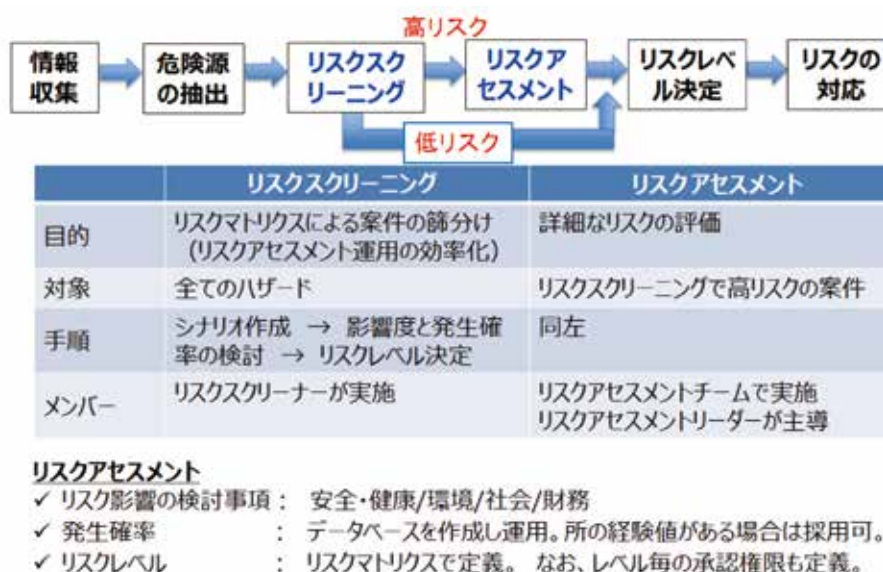 高リスク
情報
収集
危険源
の抽出
リスクスク
リーニング
リスクア
セスメント
リスクレベ
ル決定
リスクの
対応
低リスク
リスクスクリーニング リスクアセスメント
目的 リスクマトリクスによる案件の篩分け 詳細なリスクの評価
（リスクアセスメント運用の効率化）
対象 全てのハザード リスクスクリーニングで高リスクの案件
手順 シナリオ作成 → 影響度と発生確 同左
率の検討 → リスクレベル決定
メンバー リスクスクリーナーが実施 リスクアセスメントチームで実施
リスクアセスメントリーダーが主導
リスクアセスメント
✓ リスク影響の検討事項： 安全・健康/環境/社会/財務
✓ 発生確率 ： データベースを作成し運用。所の経験値がある場合は採用可。
✓ リスクレベル ： リスクマトリクスで定義。 なお、レベル毎の承認権限も定義。